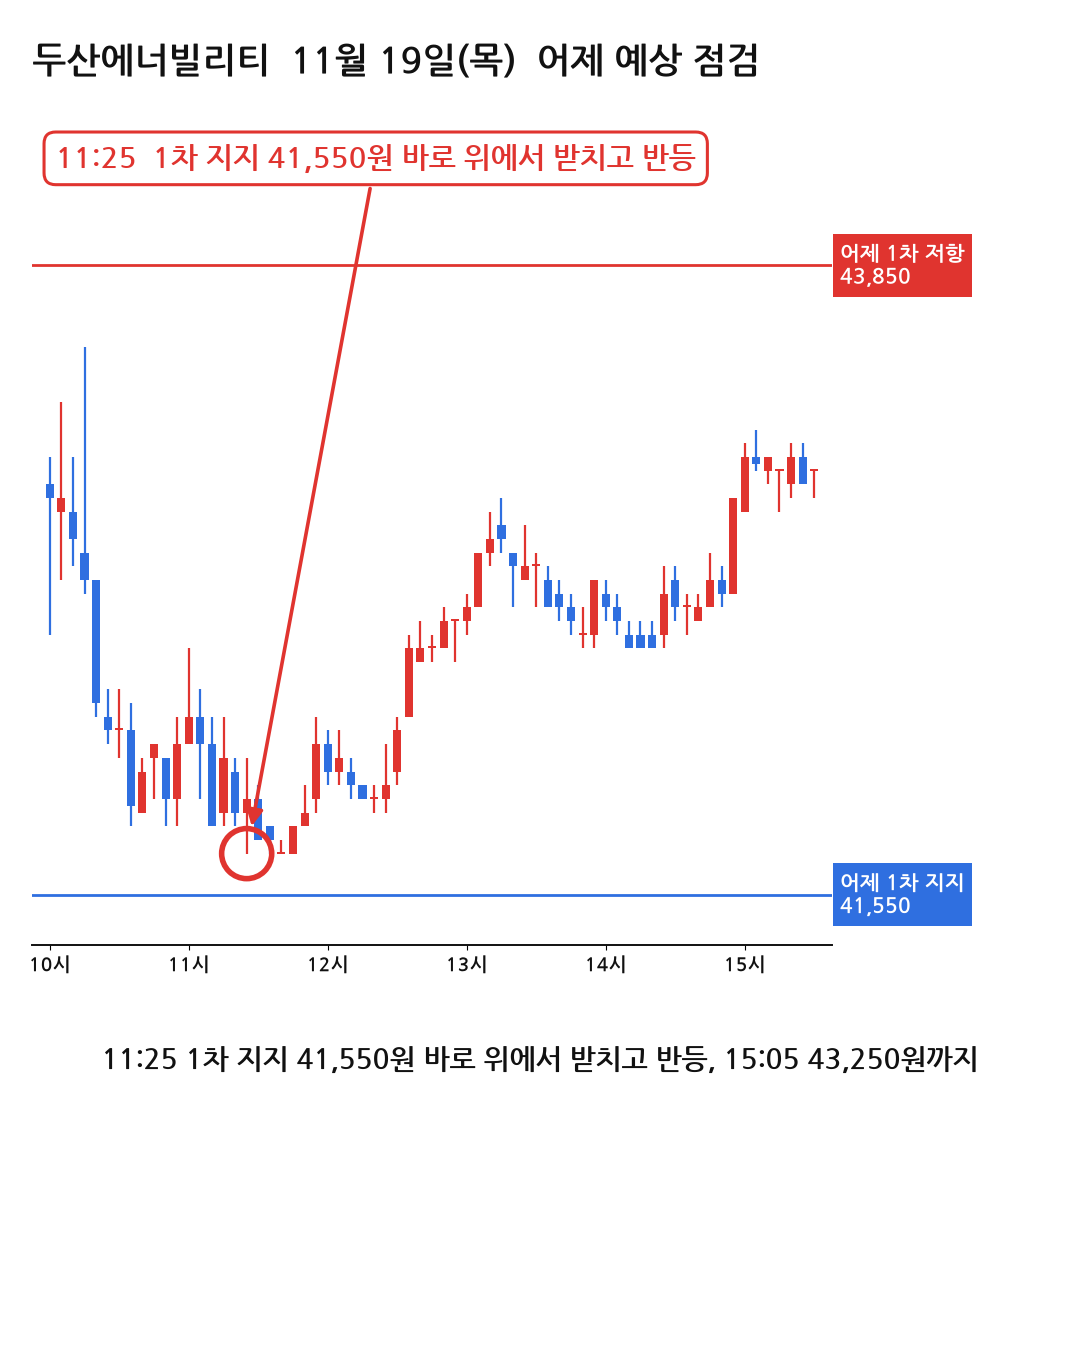 두산에너빌리티 11월 19일(목) 어제 예상 점검
11:25 1차 지지 41,550원 바로 위에서 받치고 반등
어제 1차 저항
43,850
어제 1차 지지
41,550
10시 11시 12시 13시 14시 15시
11:25 1차 지지 41,550원 바로 위에서 받치고 반등, 15:05 43,250원까지